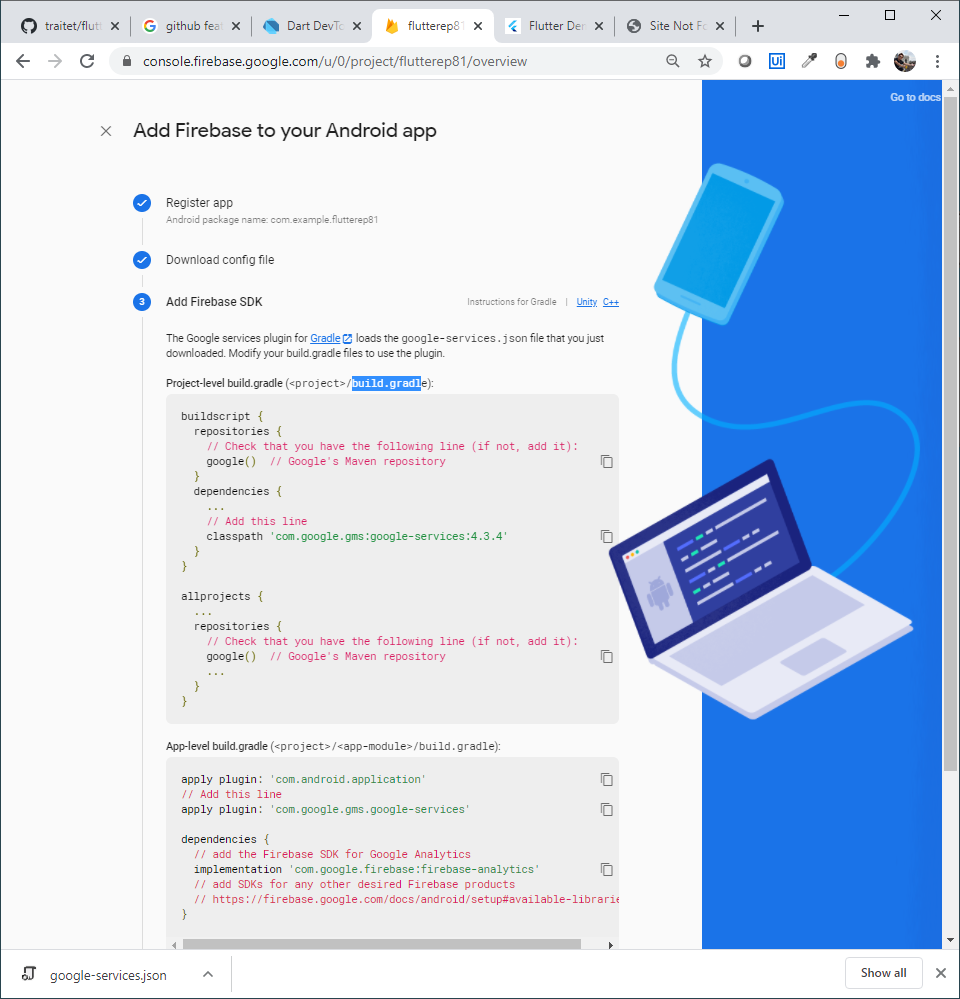 traitet/flutt
github feat
Dart DevTo
flutterep81
Flutter Der
Site Not Fo
console.firebase.google.com/u/0/project/flutterep81/overview
Ui
Go to docs
Add Firebase to your Android app
Register app
Android package name: com.example.flutterep81
Download config file
3 Add Firebase SDK
Instructions for Gradle | Unity C++
The Google services plugin for Gradle loads the google-services.json file that you just
downloaded. Modify your build.gradle files to use the plugin.
Project-level build.gradle (<project>/build.gradle):
buildscript {
repositories {
// Check that you have the following line (if not, add it):
google() // Google's Maven repository
}
dependencies {
...
// Add this line
classpath 'com.google.gms:google-services:4.3.4'
}
}
allprojects {
...
repositories {
// Check that you have the following line (if not, add it):
google() // Google's Maven repository
...
}
}
App-level build.gradle (<project>/<app-module>/build.gradle):
apply plugin: 'com.android.application'
// Add this line
apply plugin: 'com.google.gms.google-services'
dependencies {
// add the Firebase SDK for Google Analytics
implementation 'com.google.firebase:firebase-analytics'
// add SDKs for any other desired Firebase products
// https://firebase.google.com/docs/android/setup#available-librarie
}
google-services.json
Show all